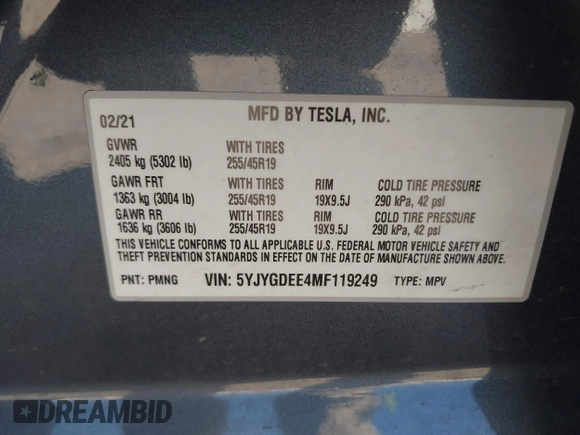 MFD BY TESLA, INC.
02/21
GVWR WITH TIRES
2405 kg (5302 lb) 255/45R19
GAWR FRT WITH TIRES RIM COLD TIRE PRESSURE
1363 kg (3004 lb) 255/45R19 19X9.5J 290 kPa, 42 psi
GAWR RR WITH TIRES RIM COLD TIRE PRESSURE
1636 kg (3606 lb) 255/45R19 19X9.5J 290 kPa, 42 psi
THIS VEHICLE CONFORMS TO ALL APPLICABLE U.S. FEDERAL MOTOR VEHICLE SAFETY AND
THEFT PREVENTION STANDARDS IN EFFECT ON THE DATE OF MANUFACTURE SHOWN ABOVE.
PNT: PMNG VIN: 5YJYGDEE4MF119249 TYPE: MPV
DREAMBID